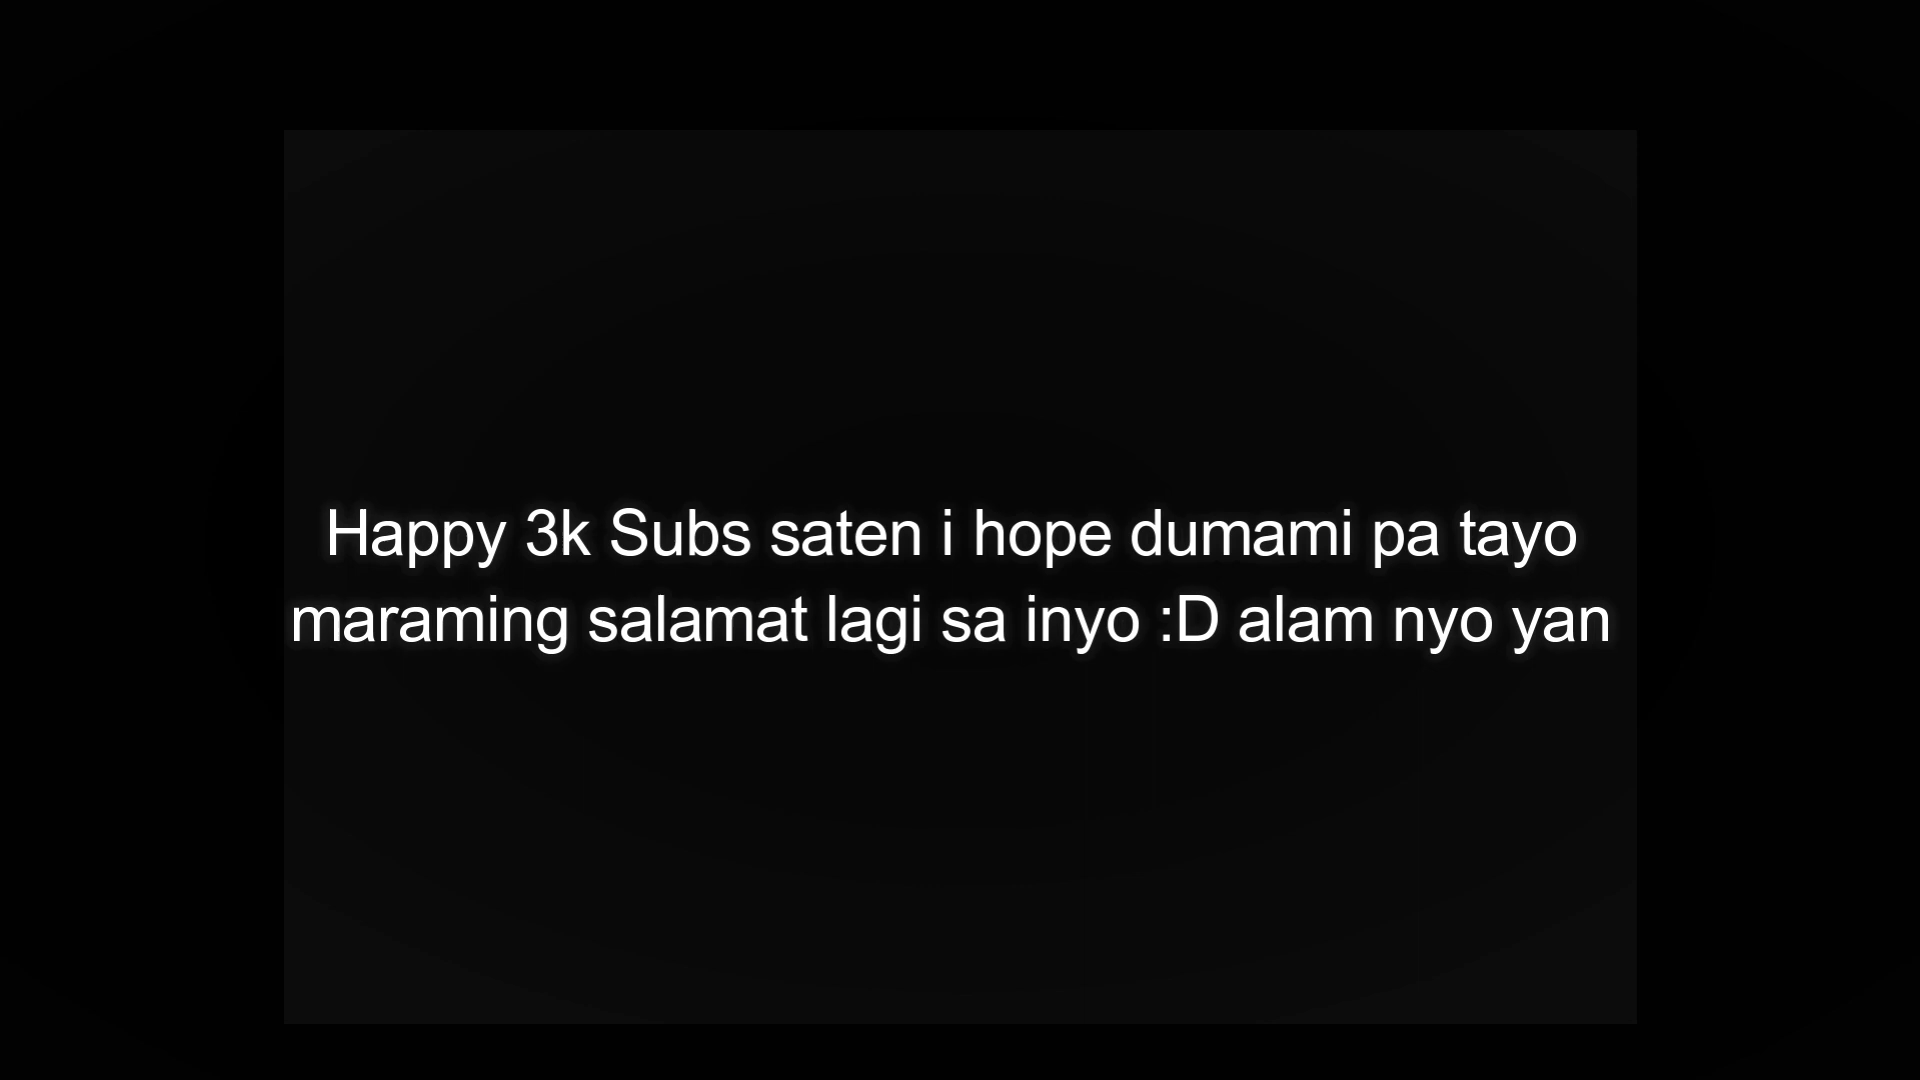 Happy 3k Subs saten i hope dumami pa tayo
maraming salamat lagi sa inyo :D alam nyo yan